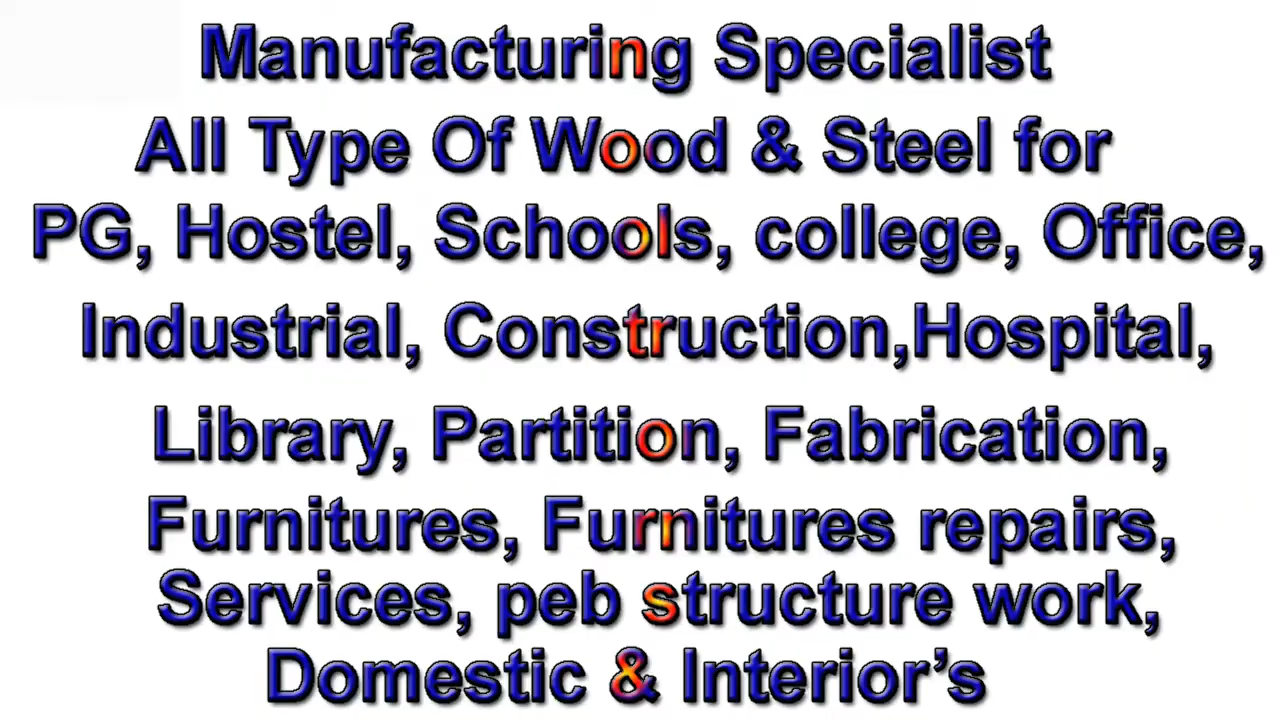 Manufacturing Specialist
All Type Of Wood & Steel for
PG, Hostel, Schools, college, Office,
Industrial, Construction,Hospital,
Library, Partition, Fabrication,
Furnitures, Furnitures repairs,
Services, peb structure work,
Domestic & Interior’s